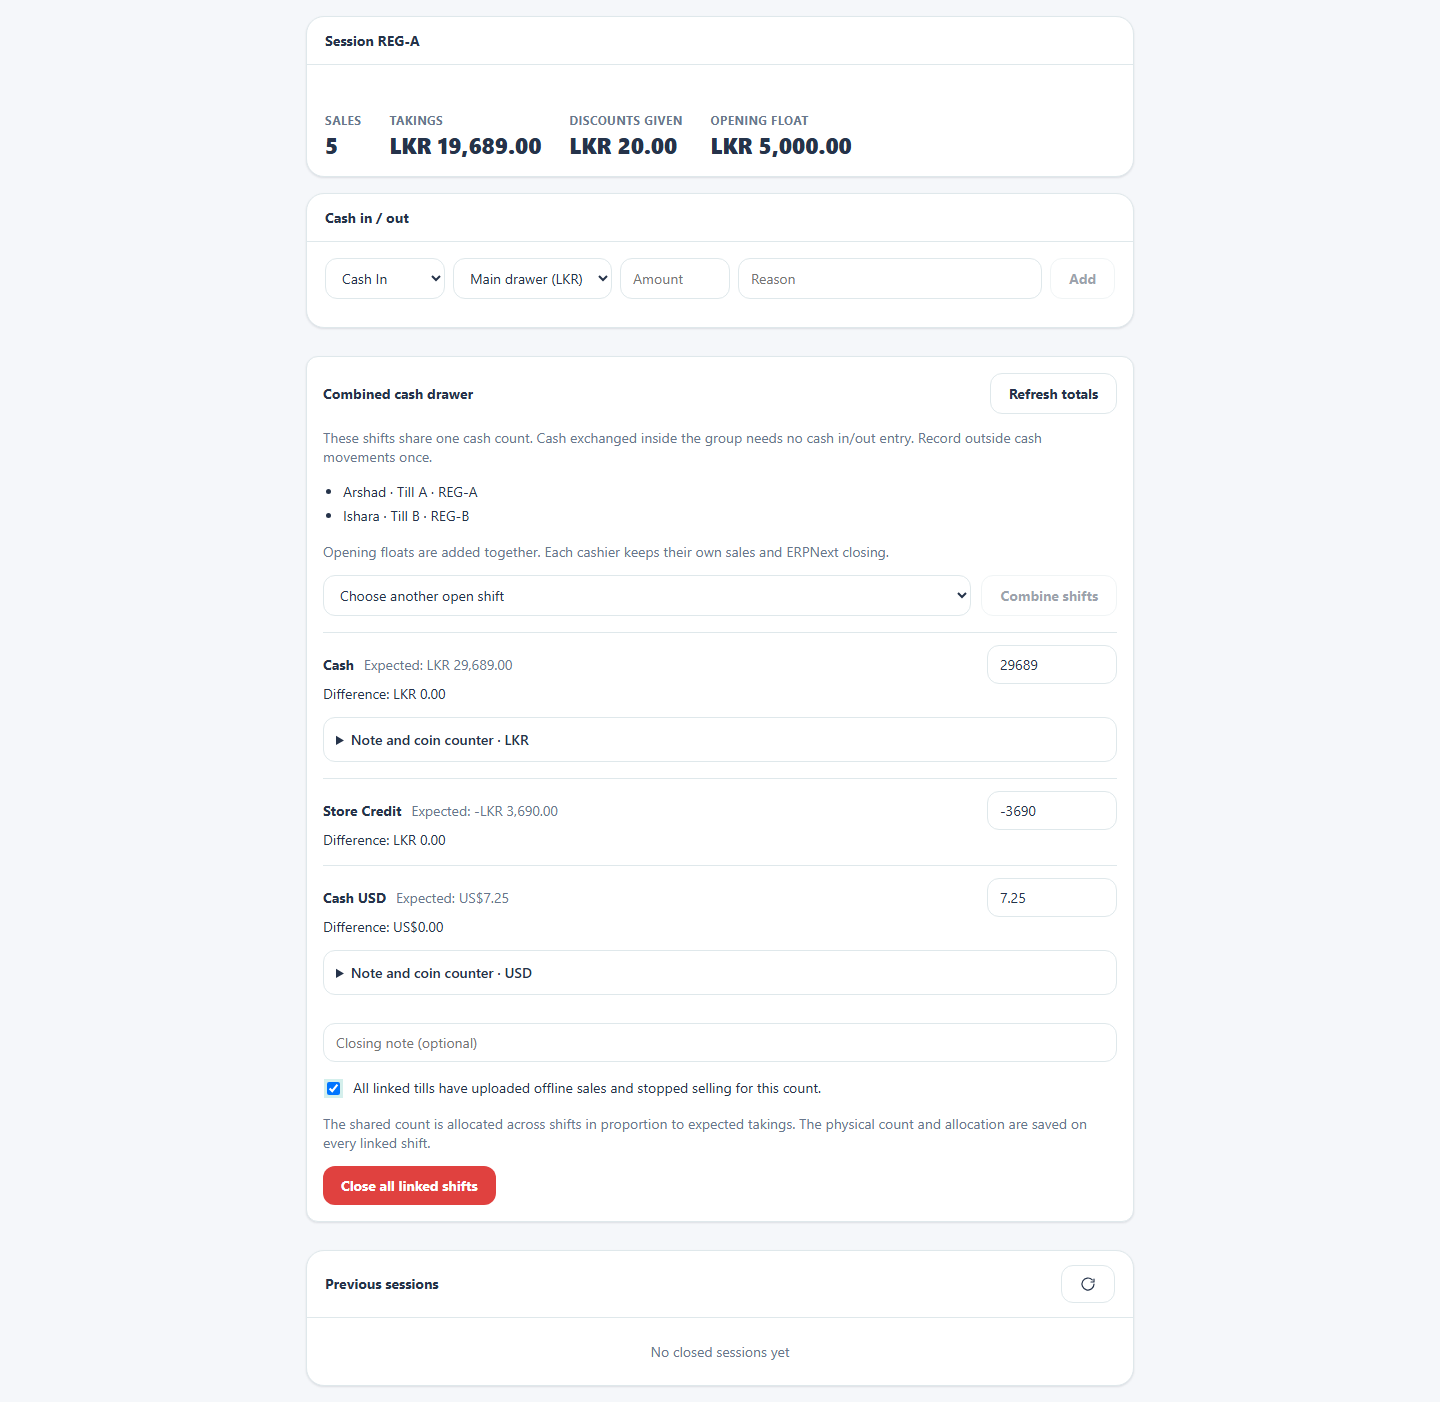 Session REG-A
SALES
5
TAKINGS
LKR 19,689.00
DISCOUNTS GIVEN
LKR 20.00
OPENING FLOAT
LKR 5,000.00
Cash in / out
Cash In
Main drawer (LKR)
Amount
Reason
Add
Combined cash drawer
Refresh totals
These shifts share one cash count. Cash exchanged inside the group needs no cash in/out entry. Record outside cash
movements once.
Arshad · Till A · REG-A
Ishara · Till B · REG-B
Opening floats are added together. Each cashier keeps their own sales and ERPNext closing.
Choose another open shift
Combine shifts
Cash Expected: LKR 29,689.00
29689
Difference: LKR 0.00
Note and coin counter · LKR
Store Credit Expected: -LKR 3,690.00
-3690
Difference: LKR 0.00
Cash USD Expected: US$7.25
7.25
Difference: US$0.00
Note and coin counter · USD
Closing note (optional)
All linked tills have uploaded offline sales and stopped selling for this count.
The shared count is allocated across shifts in proportion to expected takings. The physical count and allocation are saved on
every linked shift.
Close all linked shifts
Previous sessions
No closed sessions yet